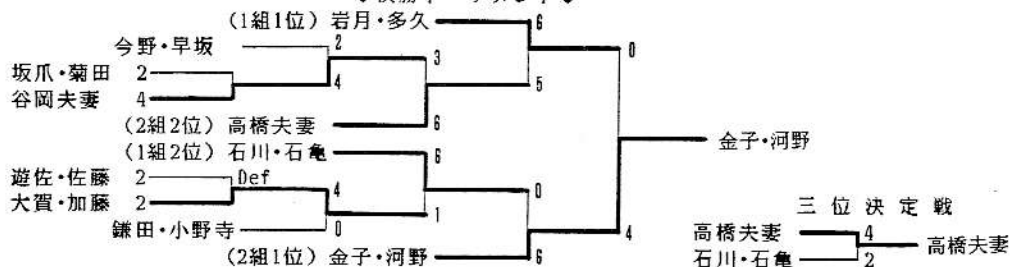 (1組1位) 岩月・多久 6
今野・早坂 2 3 0
坂爪・菊田 2
谷岡夫妻 4 4 5
(2組2位) 高橋夫妻 6
金子・河野
(1組2位) 石川・石亀 6
遊佐・佐藤 2 Def 4 0
大賀・加藤 2 1
鎌田・小野寺 0 4
(2組1位) 金子・河野 6
三位決定戦
高橋夫妻 4 高橋夫妻
石川・石亀 2